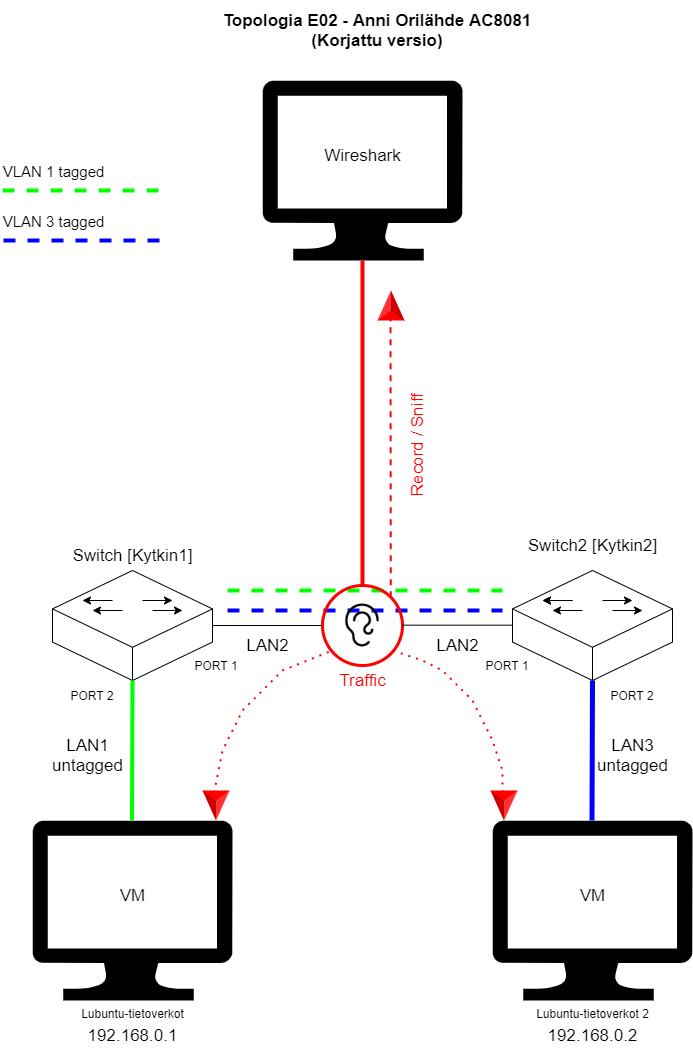 Topologia E02 - Anni Orilähde AC8081
(Korjattu versio)
Wireshark
VLAN 1 tagged
VLAN 3 tagged
Record / Sniff
Switch [Kytkin1]
Switch2 [Kytkin2]
LAN2
LAN2
PORT 1
PORT 1
Traffic
PORT 2
PORT 2
LAN1
untagged
LAN3
untagged
VM
VM
Lubuntu-tietoverkot
192.168.0.1
Lubuntu-tietoverkot 2
192.168.0.2